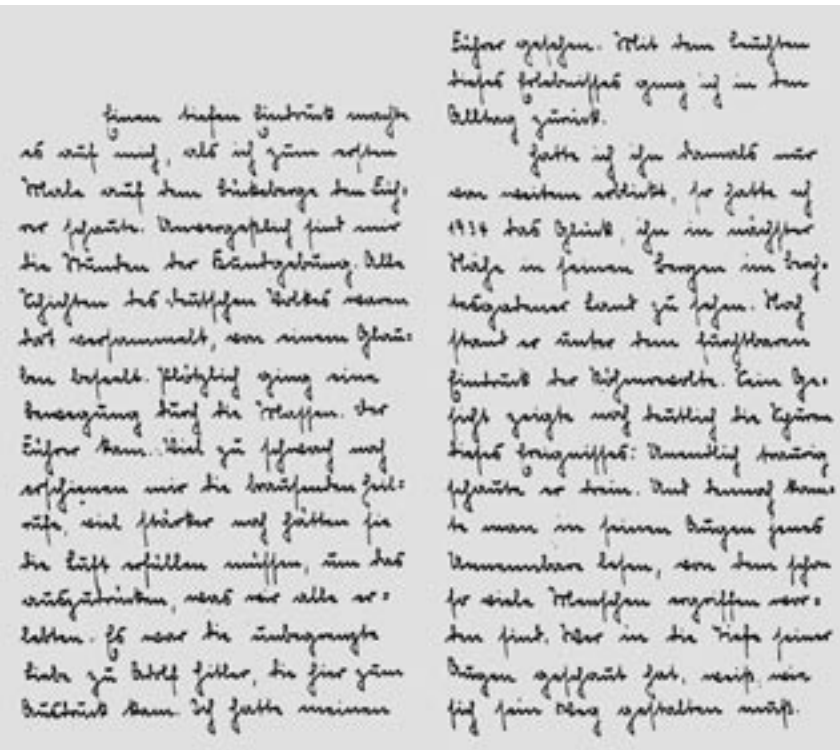 Einen tiefen Eindruck machte
es auf mich, als ich zum ersten
Male auf dem Bückeberge den Füh-
rer schaute. Unvergeßlich sind mir
die Stunden der Kundgebung. Alle
Schichten des deutschen Volkes waren
dort versammelt, von einem Glau-
ben beseelt. Plötzlich ging eine
Bewegung durch die Massen. Der
Führer kam. Viel zu schwach noch
erschienen mir die brausenden Heil-
rufe, viel stärker noch hätten sie
die Luft erfüllen müssen, um das
auszudrücken, was wir alle er-
lebten. Es war die unbegrenzte
Liebe zu Adolf Hitler, die hier zum
Ausdruck kam. Ich hatte meinen
Führer gesehen. Mit dem Leuchten
dieses Erlebnisses ging ich in den
Alltag zurück.
Hatte ich ihn damals nur
von weitem erblickt, so hatte ich
1934 das Glück, ihn in nächster
Nähe in seinen Bergen im Berch-
tesgadener Land zu sehen. Noch
stand er unter dem furchtbaren
Eindruck der Röhmrevolte. Sein Ge-
sicht zeigte noch deutlich die Spuren
dieses Ereignisses: Unendlich traurig
schaute er drein. Und dennoch konn-
te man in seinen Augen jenes
Unnennbare lesen, von dem schon
so viele Menschen ergriffen wor-
den sind. Wer in die Tiefe seiner
Augen geschaut hat, weiß, wie
sich sein Weg gestalten muß.